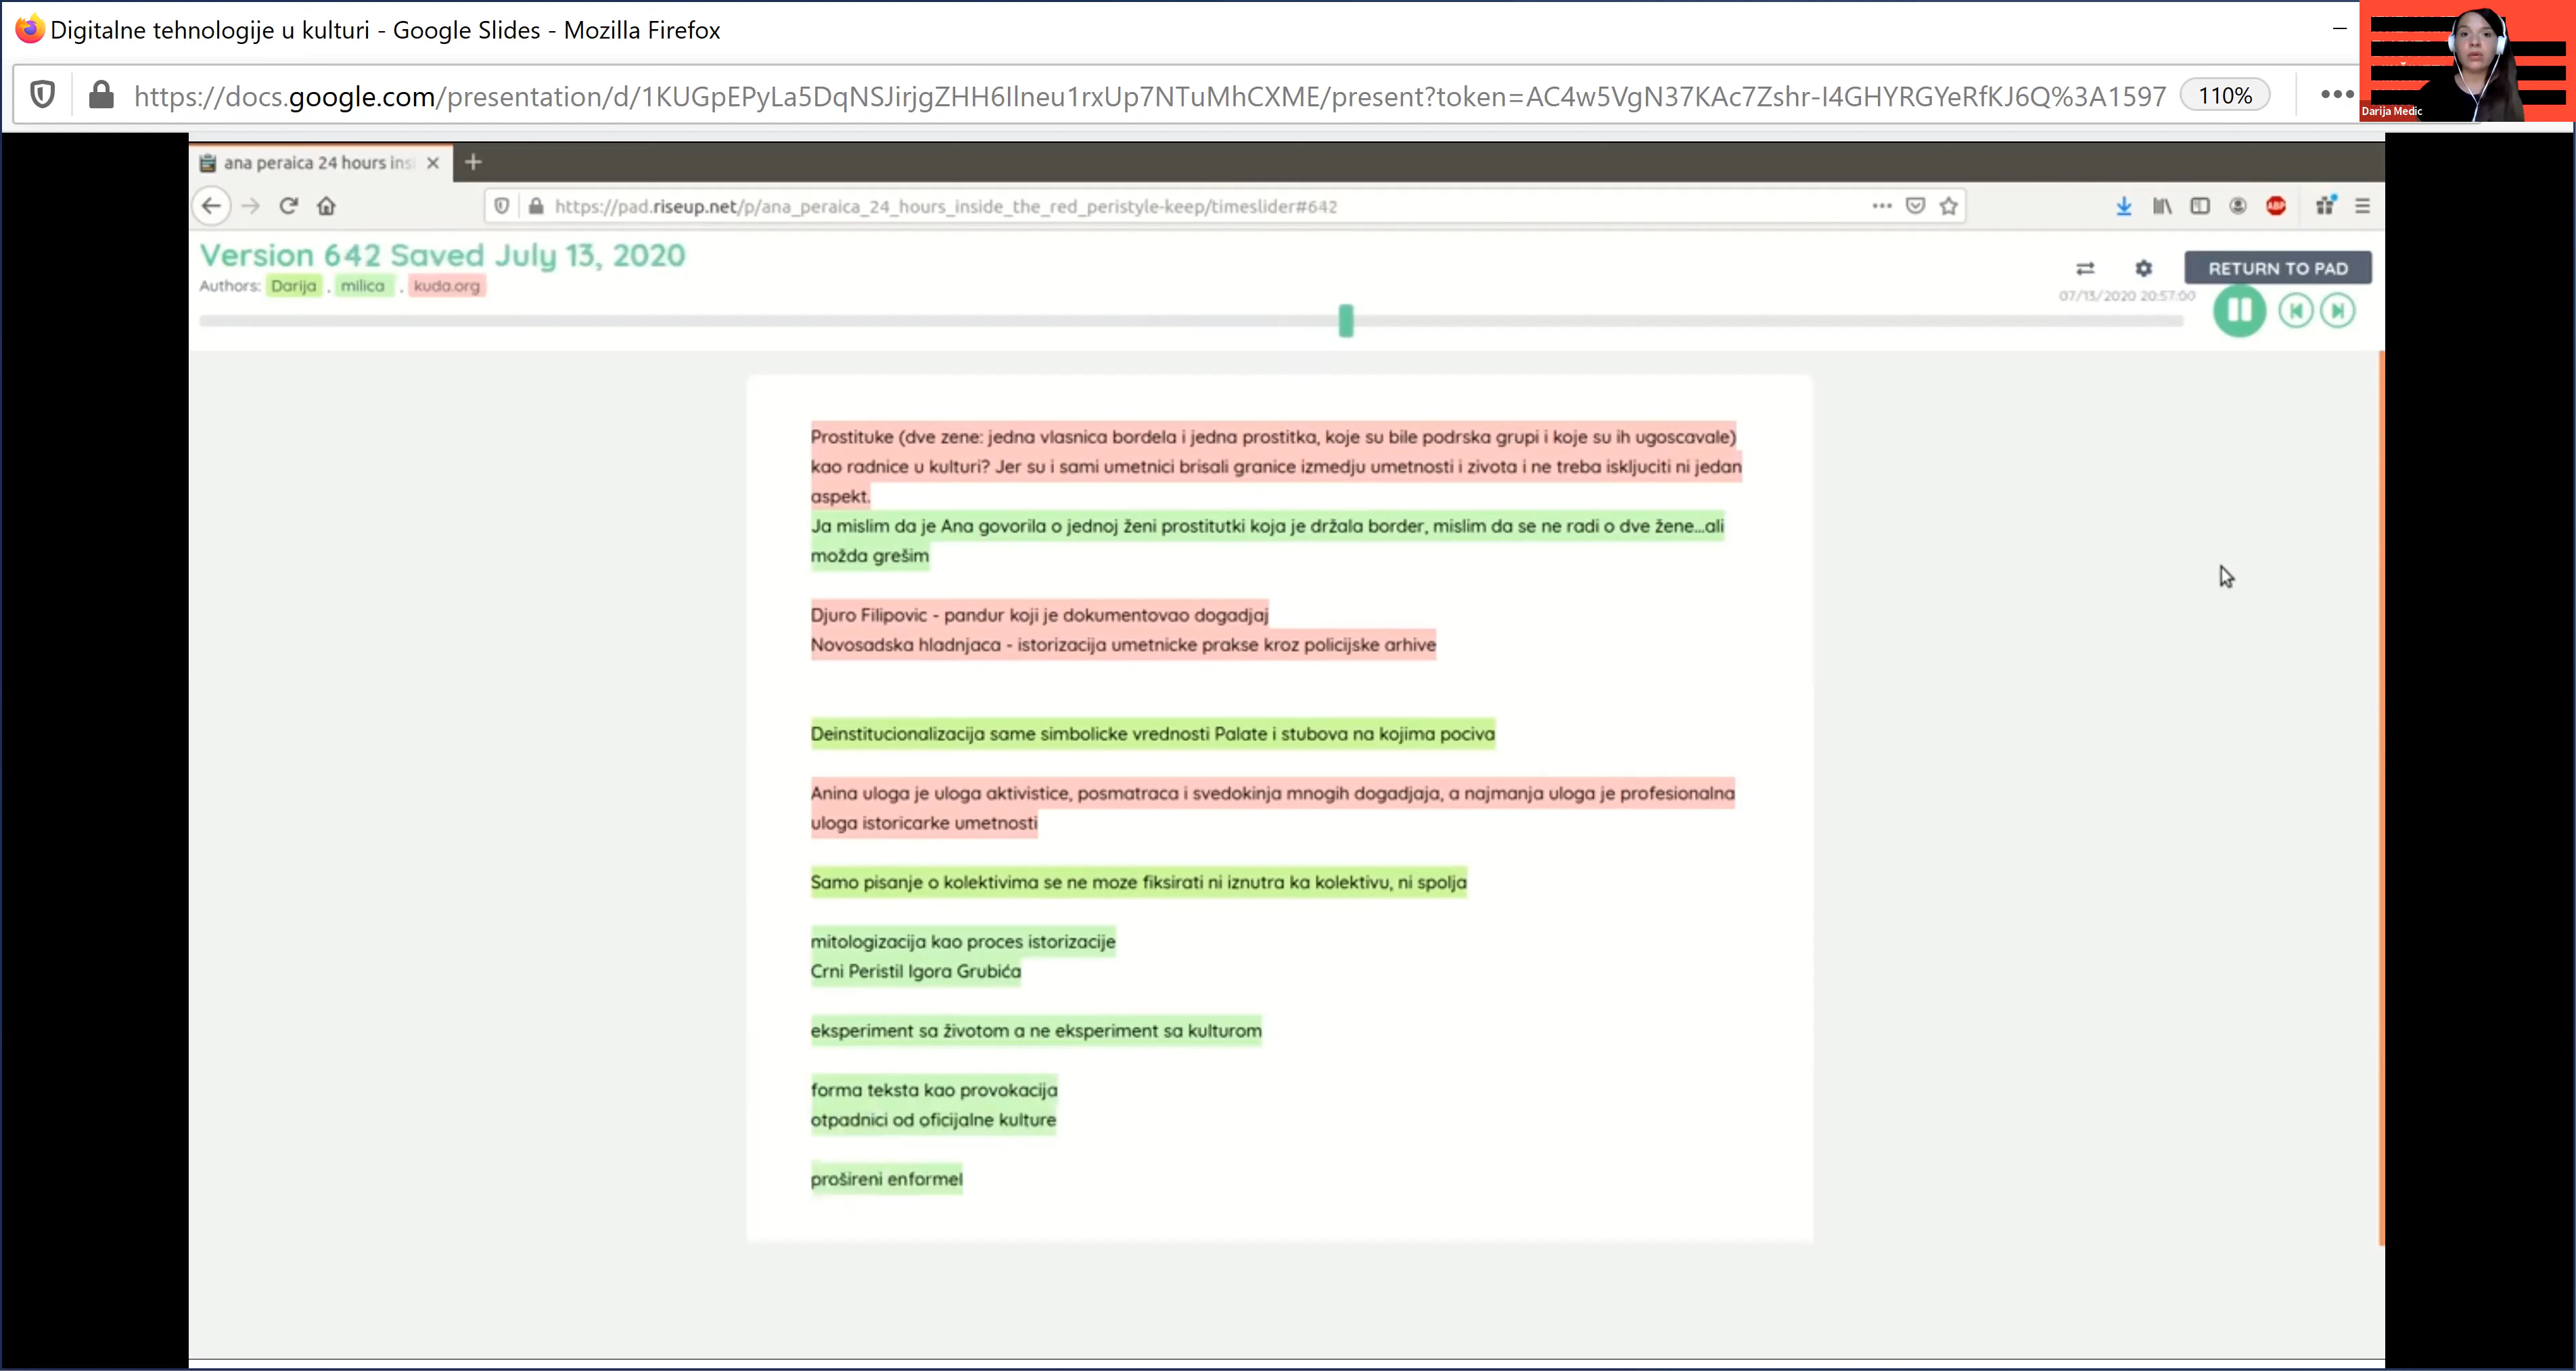 Digitalne tehnologije u kulturi - Google Slides - Mozilla Firefox
https://docs.google.com/presentation/d/1KUGpEPyLa5DqNSJirjgZHH6Ilneu1rxUp7NTuMhCXME/present?token=AC4w5VgN37KAc7Zshr-I4GHYRGYeRfKJ6Q%3A1597
110%
Darija Medic
ana peraica 24 hours insi
https://pad.riseup.net/p/ana_peraica_24_hours_inside_the_red_peristyle-keep/timeslider#642
ABP
Version 642 Saved July 13, 2020
Authors: Darija , milica , kuda.org
RETURN TO PAD
07/13/2020 20:57:00
Prostituke (dve zene: jedna vlasnica bordela i jedna prostitka, koje su bile podrska grupi i koje su ih ugoscavale)
kao radnice u kulturi? Jer su i sami umetnici brisali granice izmedju umetnosti i zivota i ne treba iskljuciti ni jedan
aspekt.
Ja mislim da je Ana govorila o jednoj ženi prostitutki koja je držala border, mislim da se ne radi o dve žene...ali
možda grešim
Djuro Filipovic - pandur koji je dokumentovao dogadjaj
Novosadska hladnjaca - istorizacija umetnicke prakse kroz policijske arhive
Deinstitucionalizacija same simbolicke vrednosti Palate i stubova na kojima pociva
Anina uloga je uloga aktivistice, posmatraca i svedokinja mnogih dogadjaja, a najmanja uloga je profesionalna
uloga istoricarke umetnosti
Samo pisanje o kolektivima se ne moze fiksirati ni iznutra ka kolektivu, ni spolja
mitologizacija kao proces istorizacije
Crni Peristil Igora Grubića
eksperiment sa životom a ne eksperiment sa kulturom
forma teksta kao provokacija
otpadnici od oficijalne kulture
prošireni enformel